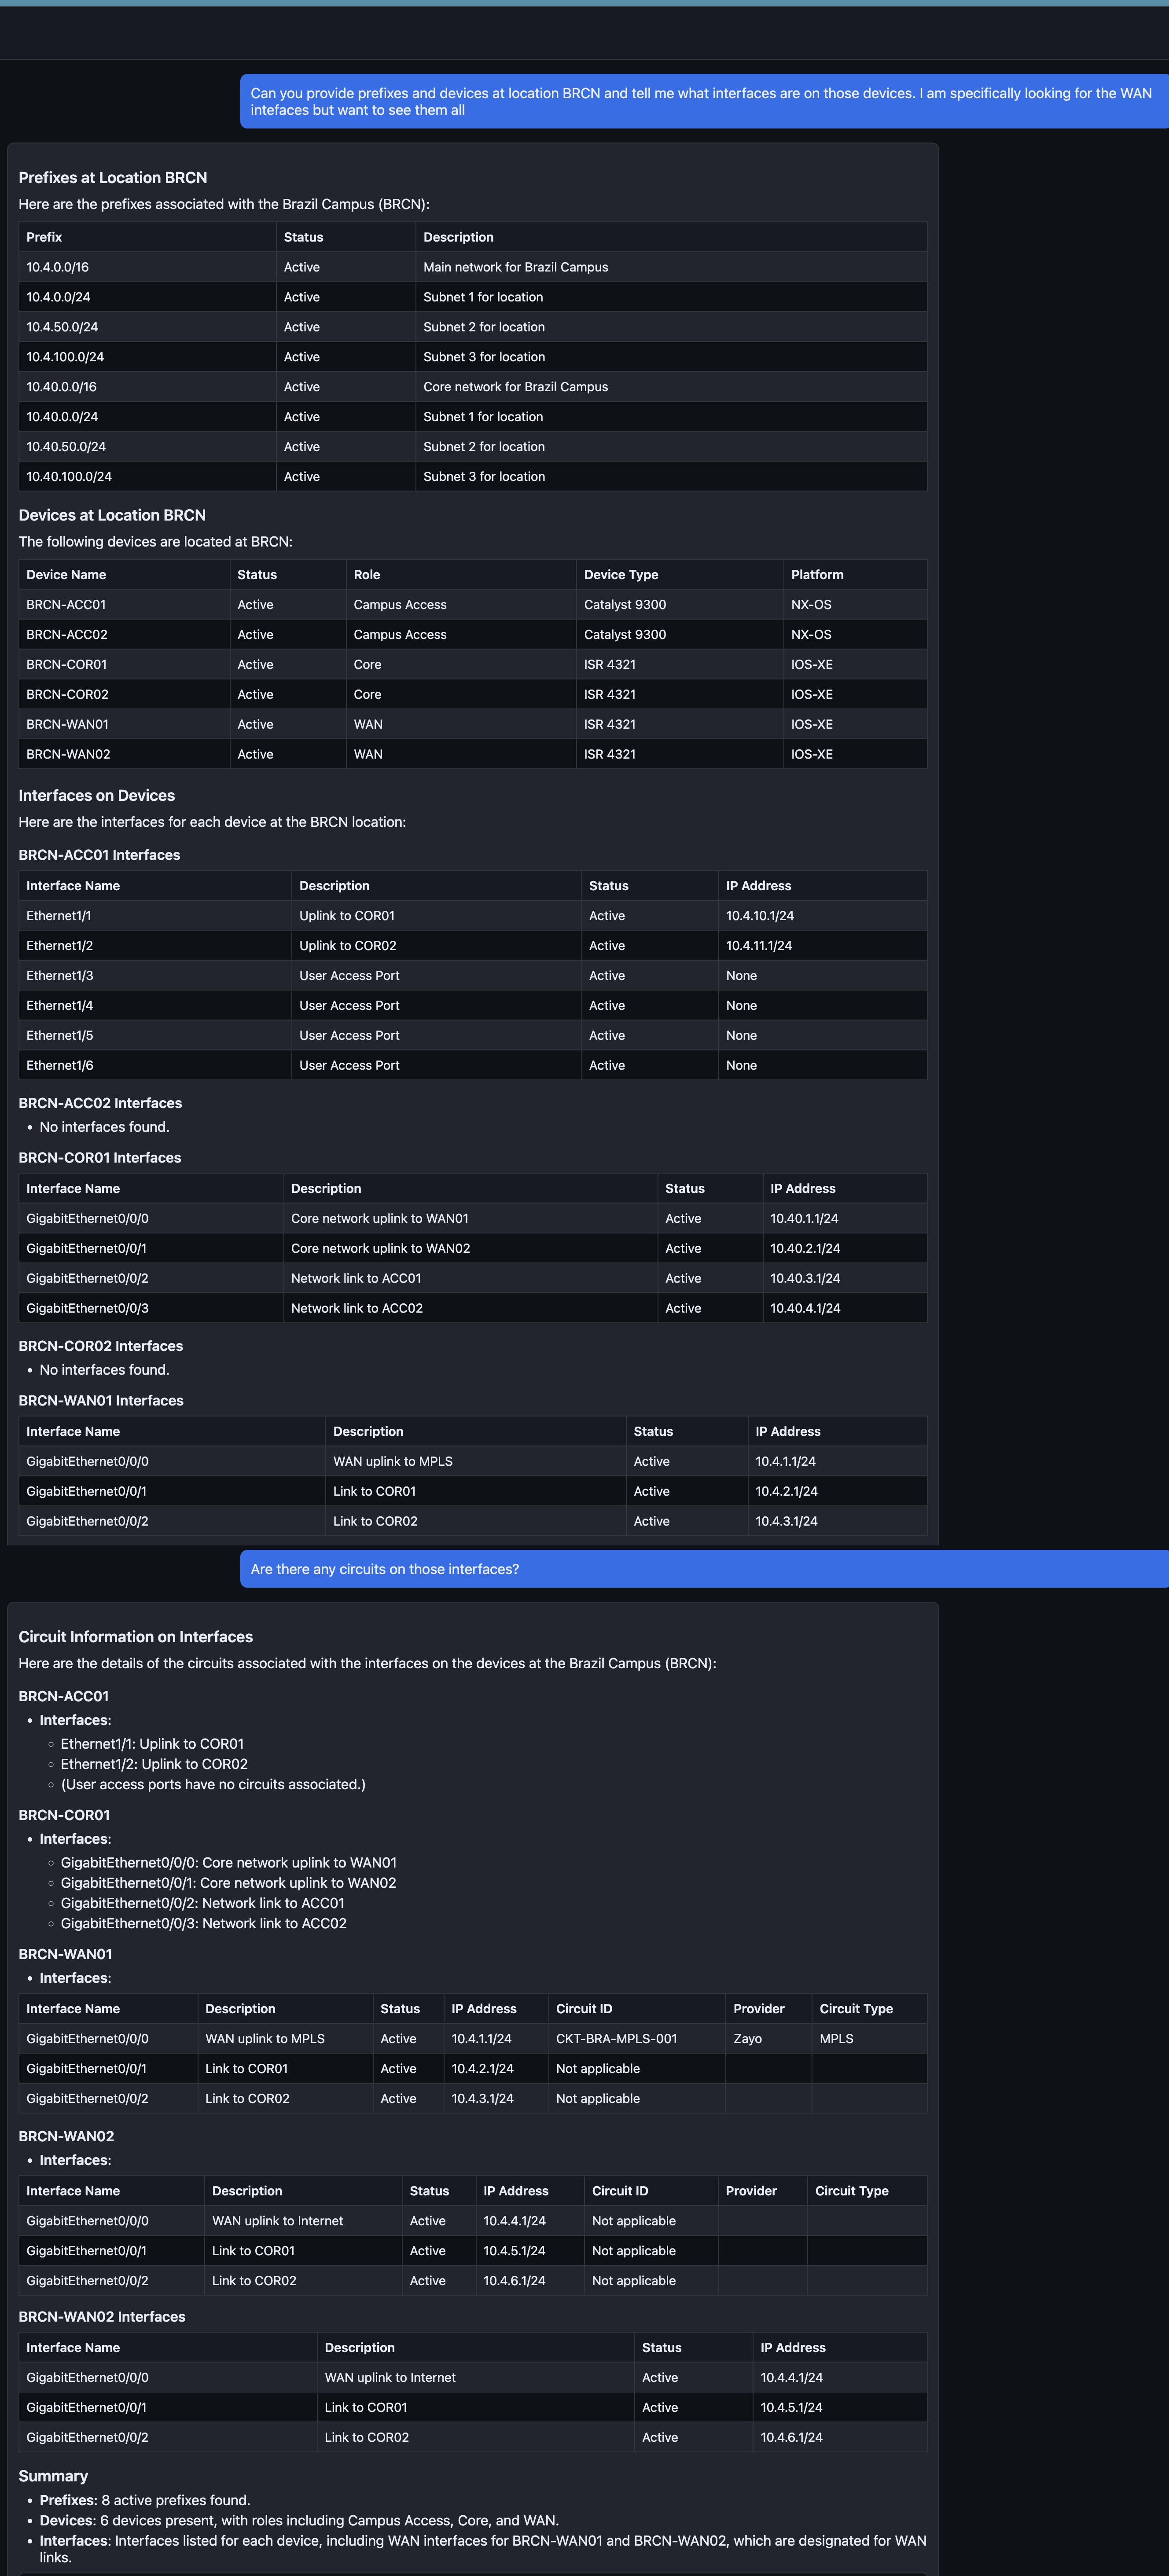 Can you provide prefixes and devices at location BRCN and tell me what interfaces are on those devices. I am specifically looking for the WAN
intefaces but want to see them all
Prefixes at Location BRCN
Here are the prefixes associated with the Brazil Campus (BRCN):
Prefix Status Description
10.4.0.0/16 Active Main network for Brazil Campus
10.4.0.0/24 Active Subnet 1 for location
10.4.50.0/24 Active Subnet 2 for location
10.4.100.0/24 Active Subnet 3 for location
10.40.0.0/16 Active Core network for Brazil Campus
10.40.0.0/24 Active Subnet 1 for location
10.40.50.0/24 Active Subnet 2 for location
10.40.100.0/24 Active Subnet 3 for location
Devices at Location BRCN
The following devices are located at BRCN:
Device Name Status Role Device Type Platform
BRCN-ACC01 Active Campus Access Catalyst 9300 NX-OS
BRCN-ACC02 Active Campus Access Catalyst 9300 NX-OS
BRCN-COR01 Active Core ISR 4321 IOS-XE
BRCN-COR02 Active Core ISR 4321 IOS-XE
BRCN-WAN01 Active WAN ISR 4321 IOS-XE
BRCN-WAN02 Active WAN ISR 4321 IOS-XE
Interfaces on Devices
Here are the interfaces for each device at the BRCN location:
BRCN-ACC01 Interfaces
Interface Name Description Status IP Address
Ethernet1/1 Uplink to COR01 Active 10.4.10.1/24
Ethernet1/2 Uplink to COR02 Active 10.4.11.1/24
Ethernet1/3 User Access Port Active None
Ethernet1/4 User Access Port Active None
Ethernet1/5 User Access Port Active None
Ethernet1/6 User Access Port Active None
BRCN-ACC02 Interfaces
• No interfaces found.
BRCN-COR01 Interfaces
Interface Name Description Status IP Address
GigabitEthernet0/0/0 Core network uplink to WAN01 Active 10.40.1.1/24
GigabitEthernet0/0/1 Core network uplink to WAN02 Active 10.40.2.1/24
GigabitEthernet0/0/2 Network link to ACC01 Active 10.40.3.1/24
GigabitEthernet0/0/3 Network link to ACC02 Active 10.40.4.1/24
BRCN-COR02 Interfaces
• No interfaces found.
BRCN-WAN01 Interfaces
Interface Name Description Status IP Address
GigabitEthernet0/0/0 WAN uplink to MPLS Active 10.4.1.1/24
GigabitEthernet0/0/1 Link to COR01 Active 10.4.2.1/24
GigabitEthernet0/0/2 Link to COR02 Active 10.4.3.1/24
Are there any circuits on those interfaces?
Circuit Information on Interfaces
Here are the details of the circuits associated with the interfaces on the devices at the Brazil Campus (BRCN):
BRCN-ACC01
• Interfaces:
◦ Ethernet1/1: Uplink to COR01
◦ Ethernet1/2: Uplink to COR02
◦ (User access ports have no circuits associated.)
BRCN-COR01
• Interfaces:
◦ GigabitEthernet0/0/0: Core network uplink to WAN01
◦ GigabitEthernet0/0/1: Core network uplink to WAN02
◦ GigabitEthernet0/0/2: Network link to ACC01
◦ GigabitEthernet0/0/3: Network link to ACC02
BRCN-WAN01
• Interfaces:
Interface Name Description Status IP Address Circuit ID Provider Circuit Type
GigabitEthernet0/0/0 WAN uplink to MPLS Active 10.4.1.1/24 CKT-BRA-MPLS-001 Zayo MPLS
GigabitEthernet0/0/1 Link to COR01 Active 10.4.2.1/24 Not applicable
GigabitEthernet0/0/2 Link to COR02 Active 10.4.3.1/24 Not applicable
BRCN-WAN02
• Interfaces:
Interface Name Description Status IP Address Circuit ID Provider Circuit Type
GigabitEthernet0/0/0 WAN uplink to Internet Active 10.4.4.1/24 Not applicable
GigabitEthernet0/0/1 Link to COR01 Active 10.4.5.1/24 Not applicable
GigabitEthernet0/0/2 Link to COR02 Active 10.4.6.1/24 Not applicable
BRCN-WAN02 Interfaces
Interface Name Description Status IP Address
GigabitEthernet0/0/0 WAN uplink to Internet Active 10.4.4.1/24
GigabitEthernet0/0/1 Link to COR01 Active 10.4.5.1/24
GigabitEthernet0/0/2 Link to COR02 Active 10.4.6.1/24
Summary
• Prefixes: 8 active prefixes found.
• Devices: 6 devices present, with roles including Campus Access, Core, and WAN.
• Interfaces: Interfaces listed for each device, including WAN interfaces for BRCN-WAN01 and BRCN-WAN02, which are designated for WAN
links.